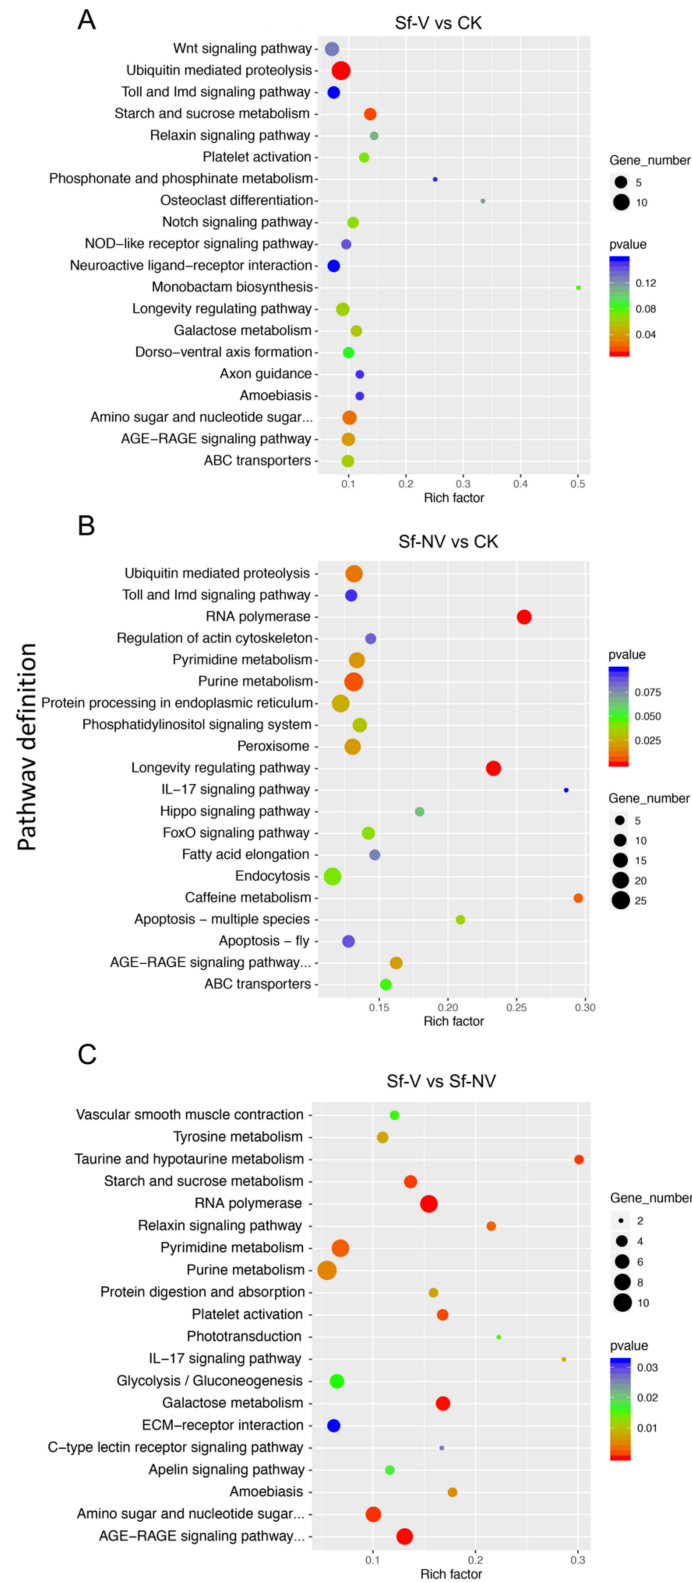 A
Sf-V vs CK
Wnt signaling pathway
Ubiquitin mediated proteolysis
Toll and Imd signaling pathway
Starch and sucrose metabolism
Relaxin signaling pathway
Platelet activation
Phosphonate and phosphinate metabolism
Osteoclast differentiation
Notch signaling pathway
NOD−like receptor signaling pathway
Neuroactive ligand−receptor interaction
Monobactam biosynthesis
Longevity regulating pathway
Galactose metabolism
Dorso−ventral axis formation
Axon guidance
Amoebiasis
Amino sugar and nucleotide sugar...
AGE−RAGE signaling pathway
ABC transporters
0.1 0.2 0.3 0.4 0.5
Rich factor
Gene_number
5
10
pvalue
0.12
0.08
0.04
B
Sf-NV vs CK
Ubiquitin mediated proteolysis
Toll and Imd signaling pathway
RNA polymerase
Regulation of actin cytoskeleton
Pyrimidine metabolism
Purine metabolism
Protein processing in endoplasmic reticulum
Phosphatidylinositol signaling system
Peroxisome
Longevity regulating pathway
IL−17 signaling pathway
Hippo signaling pathway
FoxO signaling pathway
Fatty acid elongation
Endocytosis
Caffeine metabolism
Apoptosis − multiple species
Apoptosis − fly
AGE−RAGE signaling pathway...
ABC transporters
0.15 0.20 0.25 0.30
Rich factor
pvalue
0.075
0.050
0.025
Gene_number
5
10
15
20
25
Pathwav definition
C
Sf-V vs Sf-NV
Vascular smooth muscle contraction
Tyrosine metabolism
Taurine and hypotaurine metabolism
Starch and sucrose metabolism
RNA polymerase
Relaxin signaling pathway
Pyrimidine metabolism
Purine metabolism
Protein digestion and absorption
Platelet activation
Phototransduction
IL−17 signaling pathway
Glycolysis / Gluconeogenesis
Galactose metabolism
ECM−receptor interaction
C−type lectin receptor signaling pathway
Apelin signaling pathway
Amoebiasis
Amino sugar and nucleotide sugar...
AGE−RAGE signaling pathway...
0.1 0.2 0.3
Rich factor
Gene_number
2
4
6
8
10
pvalue
0.03
0.02
0.01